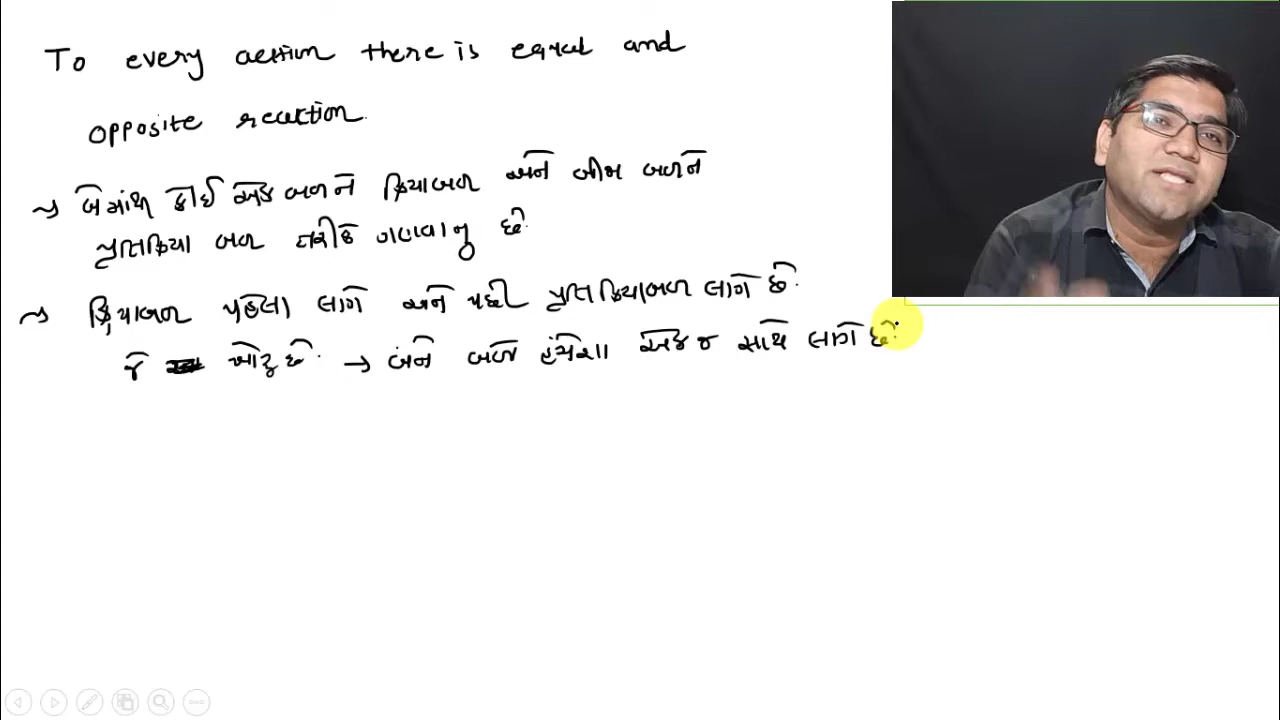 To every action there is equal and
opposite reaction.
→ બેમાંથી કોઈ એક બળને ક્રિયાબળ અને બીજા બળને
પ્રતિક્રિયા બળ તરીકે ગણવાનુ છે.
→ ક્રિયાબળ પહેલા લાગે અને પછી પ્રતિક્રિયાબળ લાગે છે.
જે ખોટુ છે. → બંને બળ હંમેશા એક જ સાથે લાગે છે.